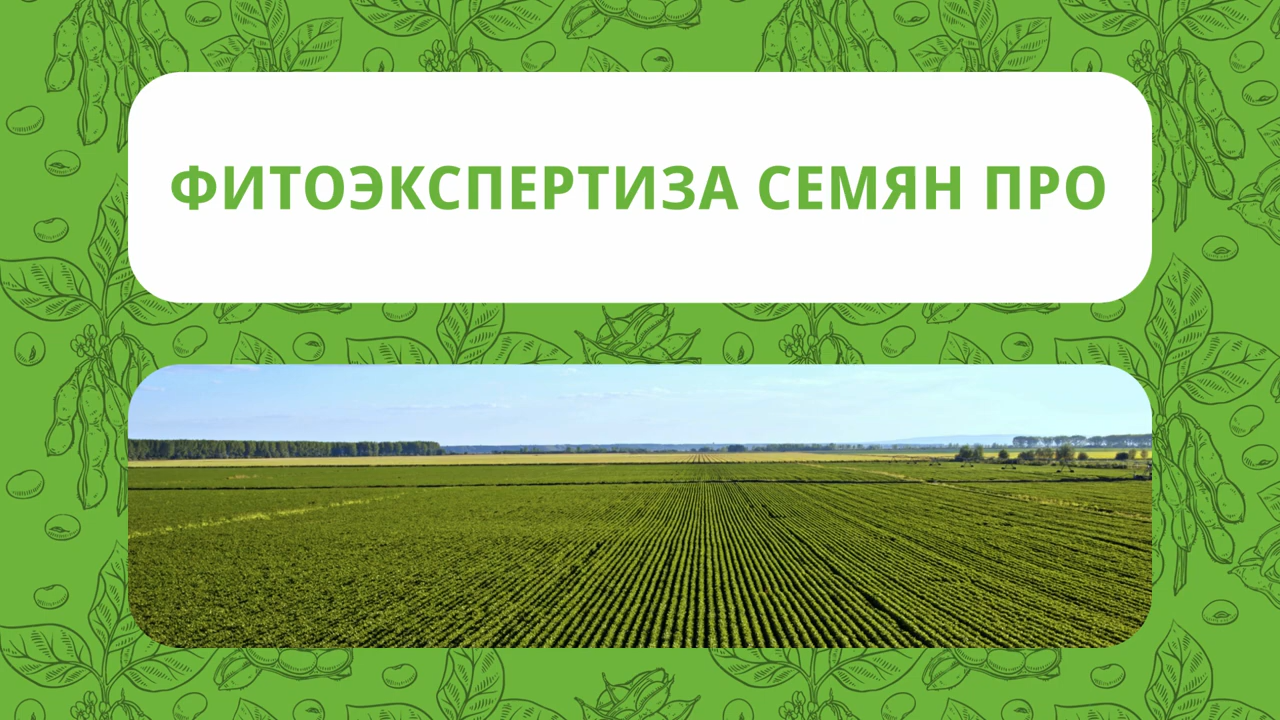 ФИТОЭКСПЕРТИЗА СЕМЯН ПРО